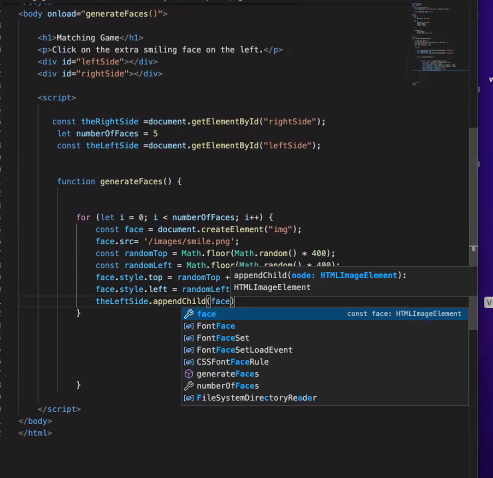 <body onload="generateFaces()">
<h1>Matching Game</h1>
<p>Click on the extra smiling face on the left.</p>
<div id="leftSide"></div>
<div id="rightSide"></div>
<script>
const theRightSide =document.getElementById("rightSide");
let numberOfFaces = 5
const theLeftSide =document.getElementById("leftSide");
function generateFaces() {
for (let i = 0; i < numberOfFaces; i++) {
const face = document.createElement("img");
face.src= '/images/smile.png';
const randomTop = Math.floor(Math.random() * 400);
const randomLeft = Math.floor(Math.random() * 400);
face.style.top = randomTop +
appendChild(node: HTMLImageElement):
face.style.left = randomLeft
HTMLImageElement
theLeftSide.appendChild(face)
}
face
const face: HTMLImageElement
FontFace
FontFaceSet
FontFaceSetLoadEvent
CSSFontFaceRule
generateFaces
numberOfFaces
FileSystemDirectoryReader
}
</script>
</body>
</html>